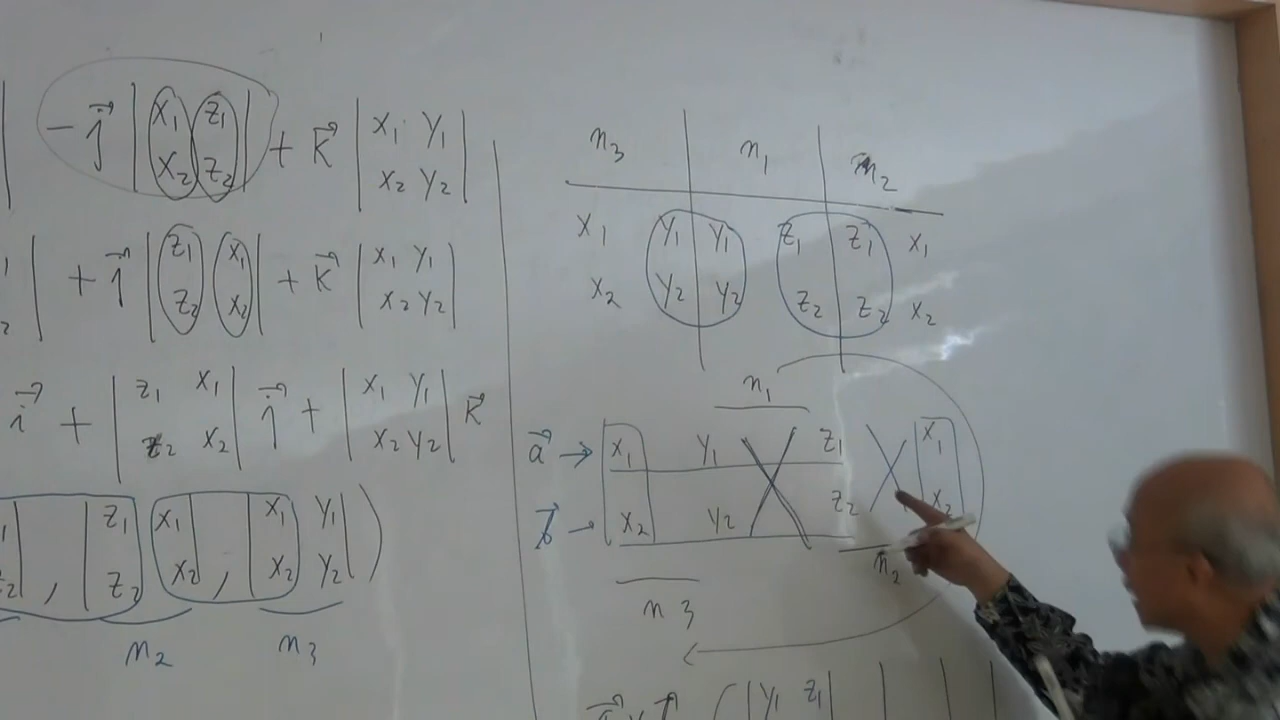 − j⃗ | x₁ z₁ | + k⃗ | x₁ y₁ |
| x₂ z₂ | | x₂ y₂ |
+ j⃗ | z₁ x₁ | + k⃗ | x₁ y₁ |
₂ | | z₂ x₂ | | x₂ y₂ |
i⃗ + | z₁ x₁ | j⃗ + | x₁ y₁ | k⃗
| z₂ x₂ | | x₂ y₂ |
₁ | , | z₁ x₁ | , | x₁ y₁ | )
z₂ | | z₂ x₂ | | x₂ y₂ |
n₂ n₃
n₃ n₁ n₂
x₁ y₁ y₁ z₁ z₁ x₁
x₂ y₂ y₂ z₂ z₂ x₂
n₁
a⃗ → x₁ y₁ z₁ x₁
b⃗ → x₂ y₂ z₂ x₂
n₂
n₃
( | y₁ z₁ |